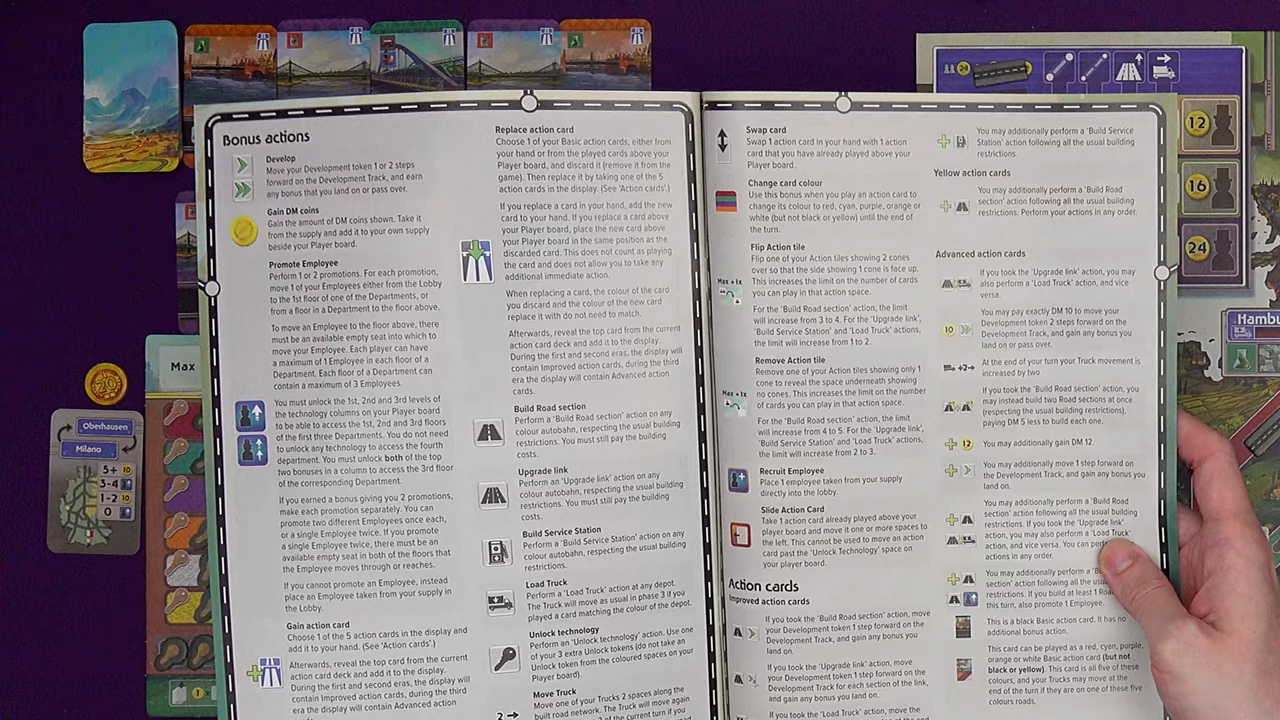 Bonus actions
Develop
Move your Development token 1 or 2 steps
forward on the Development Track, and earn
any bonus that you land on or pass over.
Gain DM coins
Gain the amount of DM coins shown. Take it
from the supply and add it to your own supply
beside your Player board.
Promote Employee
Perform 1 or 2 promotions. For each promotion,
move 1 of your Employees either from the Lobby
to the 1st floor of one of the Departments, or
from a floor in a Department to the floor above.
To move an Employee to the floor above, there
must be an available empty seat into which to
move your Employee. Each player can have
a maximum of 1 Employee in each floor of a
Department. Each floor of a Department can
contain a maximum of 3 Employees.
You must unlock the 1st, 2nd and 3rd levels of
the technology columns on your Player board
to be able to access the 1st, 2nd and 3rd floors
of the first three Departments. You do not need
to unlock any technology to access the fourth
department. You must unlock both of the top
two bonuses in a column to access the 3rd floor
of the corresponding Department.
If you earned a bonus giving you 2 promotions,
make each promotion separately. You can
promote two different Employees once each,
or a single Employee twice. If you promote
a single Employee twice, there must be an
available empty seat in both of the floors that
the Employee moves through or reaches.
If you cannot promote an Employee, instead
place an Employee taken from your supply in
the Lobby.
Gain action card
Choose 1 of the 5 action cards in the display and
add it to your hand. (See 'Action cards'.)
Afterwards, reveal the top card from the current
action card deck and add it to the display.
During the first and second eras, the display will
contain Improved action cards, during the third
era the display will contain Advanced action
Replace action card
Choose 1 of your Basic action cards, either from
your hand or from the played cards above your
Player board, and discard it (remove it from the
game). Then replace it by taking one of the 5
action cards in the display. (See 'Action cards'.)
If you replace a card in your hand, add the new
card to your hand. If you replace a card above
your Player board, place the new card above
your Player board in the same position as the
discarded card. This does not count as playing
the card and does not allow you to take any
additional immediate action.
When replacing a card, the colour of the card
you discard and the colour of the new card
replace it with do not need to match.
Afterwards, reveal the top card from the current
action card deck and add it to the display.
During the first and second eras, the display will
contain Improved action cards, during the third
era the display will contain Advanced action
cards.
Build Road section
Perform a 'Build Road section' action on any
colour autobahn, respecting the usual building
restrictions. You must still pay the building
costs.
Upgrade link
Perform an 'Upgrade link' action on any
colour autobahn, respecting the usual building
restrictions. You must still pay the building
costs.
Build Service Station
Perform a 'Build Service Station' action on any
colour autobahn, respecting the usual building
restrictions.
Load Truck
Perform a 'Load Truck' action at any depot.
The Truck will move as usual in phase 3 if you
played a card matching the colour of the depot.
Unlock technology
Perform an 'Unlock technology' action. Use one
of your 3 extra Unlock tokens (do not take an
Unlock token from the coloured spaces on your
Player board).
Move Truck
Move one of your Trucks 2 spaces along the
built road network. The Truck will move again
2
Swap card
Swap 1 action card in your hand with 1 action
card that you have already played above your
Player board.
Change card colour
Use this bonus when you play an action card to
change its colour to red, cyan, purple, orange or
white (but not black or yellow) until the end of
the turn.
Flip Action tile
Flip one of your Action tiles showing 2 cones
over so that the side showing 1 cone is face up.
This increases the limit on the number of cards
you can play in that action space.
Max +1x
For the 'Build Road section' action, the limit
will increase from 3 to 4. For the 'Upgrade link',
'Build Service Station' and 'Load Truck' actions,
will increase from 1 to 2.
Remove Action tile
Remove one of your Action tiles showing only 1
cone to reveal the space underneath showing
no cones. This increases the limit on the number
of cards you can play in that action space.
Max +1x
For the 'Build Road section' action, the limit
will increase from 4 to 5. For the 'Upgrade link',
'Build Service Station' and 'Load Truck' actions,
the limit will increase from 2 to 3.
Recruit Employee
Place 1 employee taken from your supply
directly into the lobby.
Slide Action Card
Take 1 action card already played above your
player board and move it one or more spaces to
the left. This cannot be used to move an action
card past the 'Unlock Technology' space on
your player board.
Action cards
Improved action cards
If you took the 'Build Road section' action, move
your Development token 1 step forward on the
Development Track, and gain any bonus you
land on.
If you took the 'Upgrade link' action, move your
Development token 1 step forward on the
Development Track for each section of the link,
and gain any bonus you land on.
If you took the 'Load Truck' action, move the
You may additionally perform a 'Build Service
Station' action following all the usual building
restrictions.
Yellow action cards
You may additionally perform a 'Build Road
section' action following all the usual building
restrictions. Perform your actions in any order.
Advanced action cards
If you took the 'Upgrade link' action, you may
also perform a 'Load Truck' action, and vice
versa.
10
You may pay exactly DM 10 to move your
Development token 2 steps forward on the
Development Track, and gain any bonus you
land on or pass over.
+2
At the end of your turn your Truck movement is
increased by two
If you took the 'Build Road section' action, you
may instead build two Road sections at once
(respecting the usual building restrictions),
paying DM 5 less to build each one.
12
You may additionally gain DM 12.
You may additionally move 1 step forward on
the Development Track, and gain any bonus you
land on.
You may additionally perform a 'Build Road
section' action following all the usual building
restrictions. If you took the 'Upgrade link'
action, you may also perform a 'Load Truck'
action, and vice versa. You can
actions in any order.
You may additionally perform a
section' action following all the
restrictions. If you build at least 1
this turn, also promote 1 Employee.
This is a black Basic action card. It has no
additional bonus action.
This card can be played as a red, cyan, purple,
orange or white Basic action card (but not
black or yellow). This card is all five of these
colours, and your Trucks may move at the
end of the turn if they are on one of these five
colours roads.
Max
20
Oberhausen
Milano
5+ 10
3-4
1-2 10
0
1
24
12
16
24
Hambu